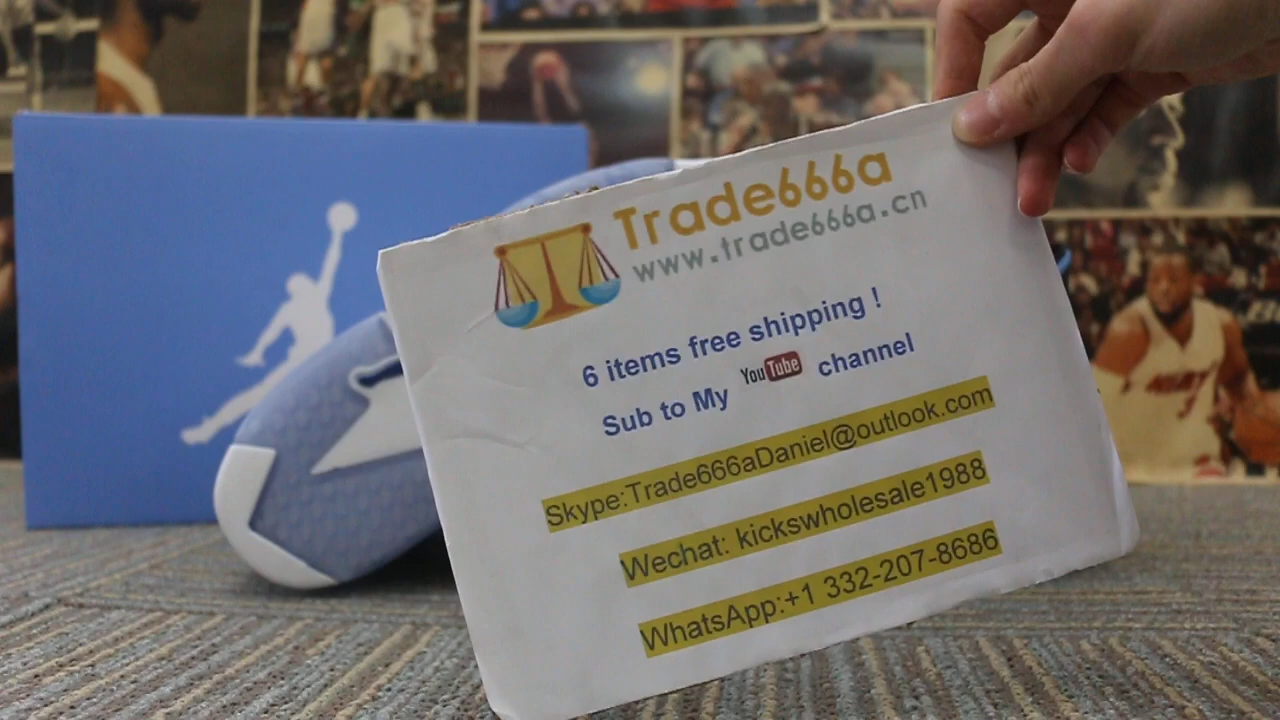 Trade666a
www.trade666a.cn
6 items free shipping !
Sub to My YouTube channel
Skype:Trade666aDaniel@outlook.com
Wechat: kickswholesale1988
WhatsApp:+1 332-207-8686